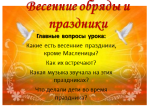 Весенние обряды и
праздники
Главные вопросы урока:
Какие есть весенние праздники,
кроме Масленицы?
Как их встречают?
Какая музыка звучала на этих
праздниках?
Что делали дети во время
праздников?